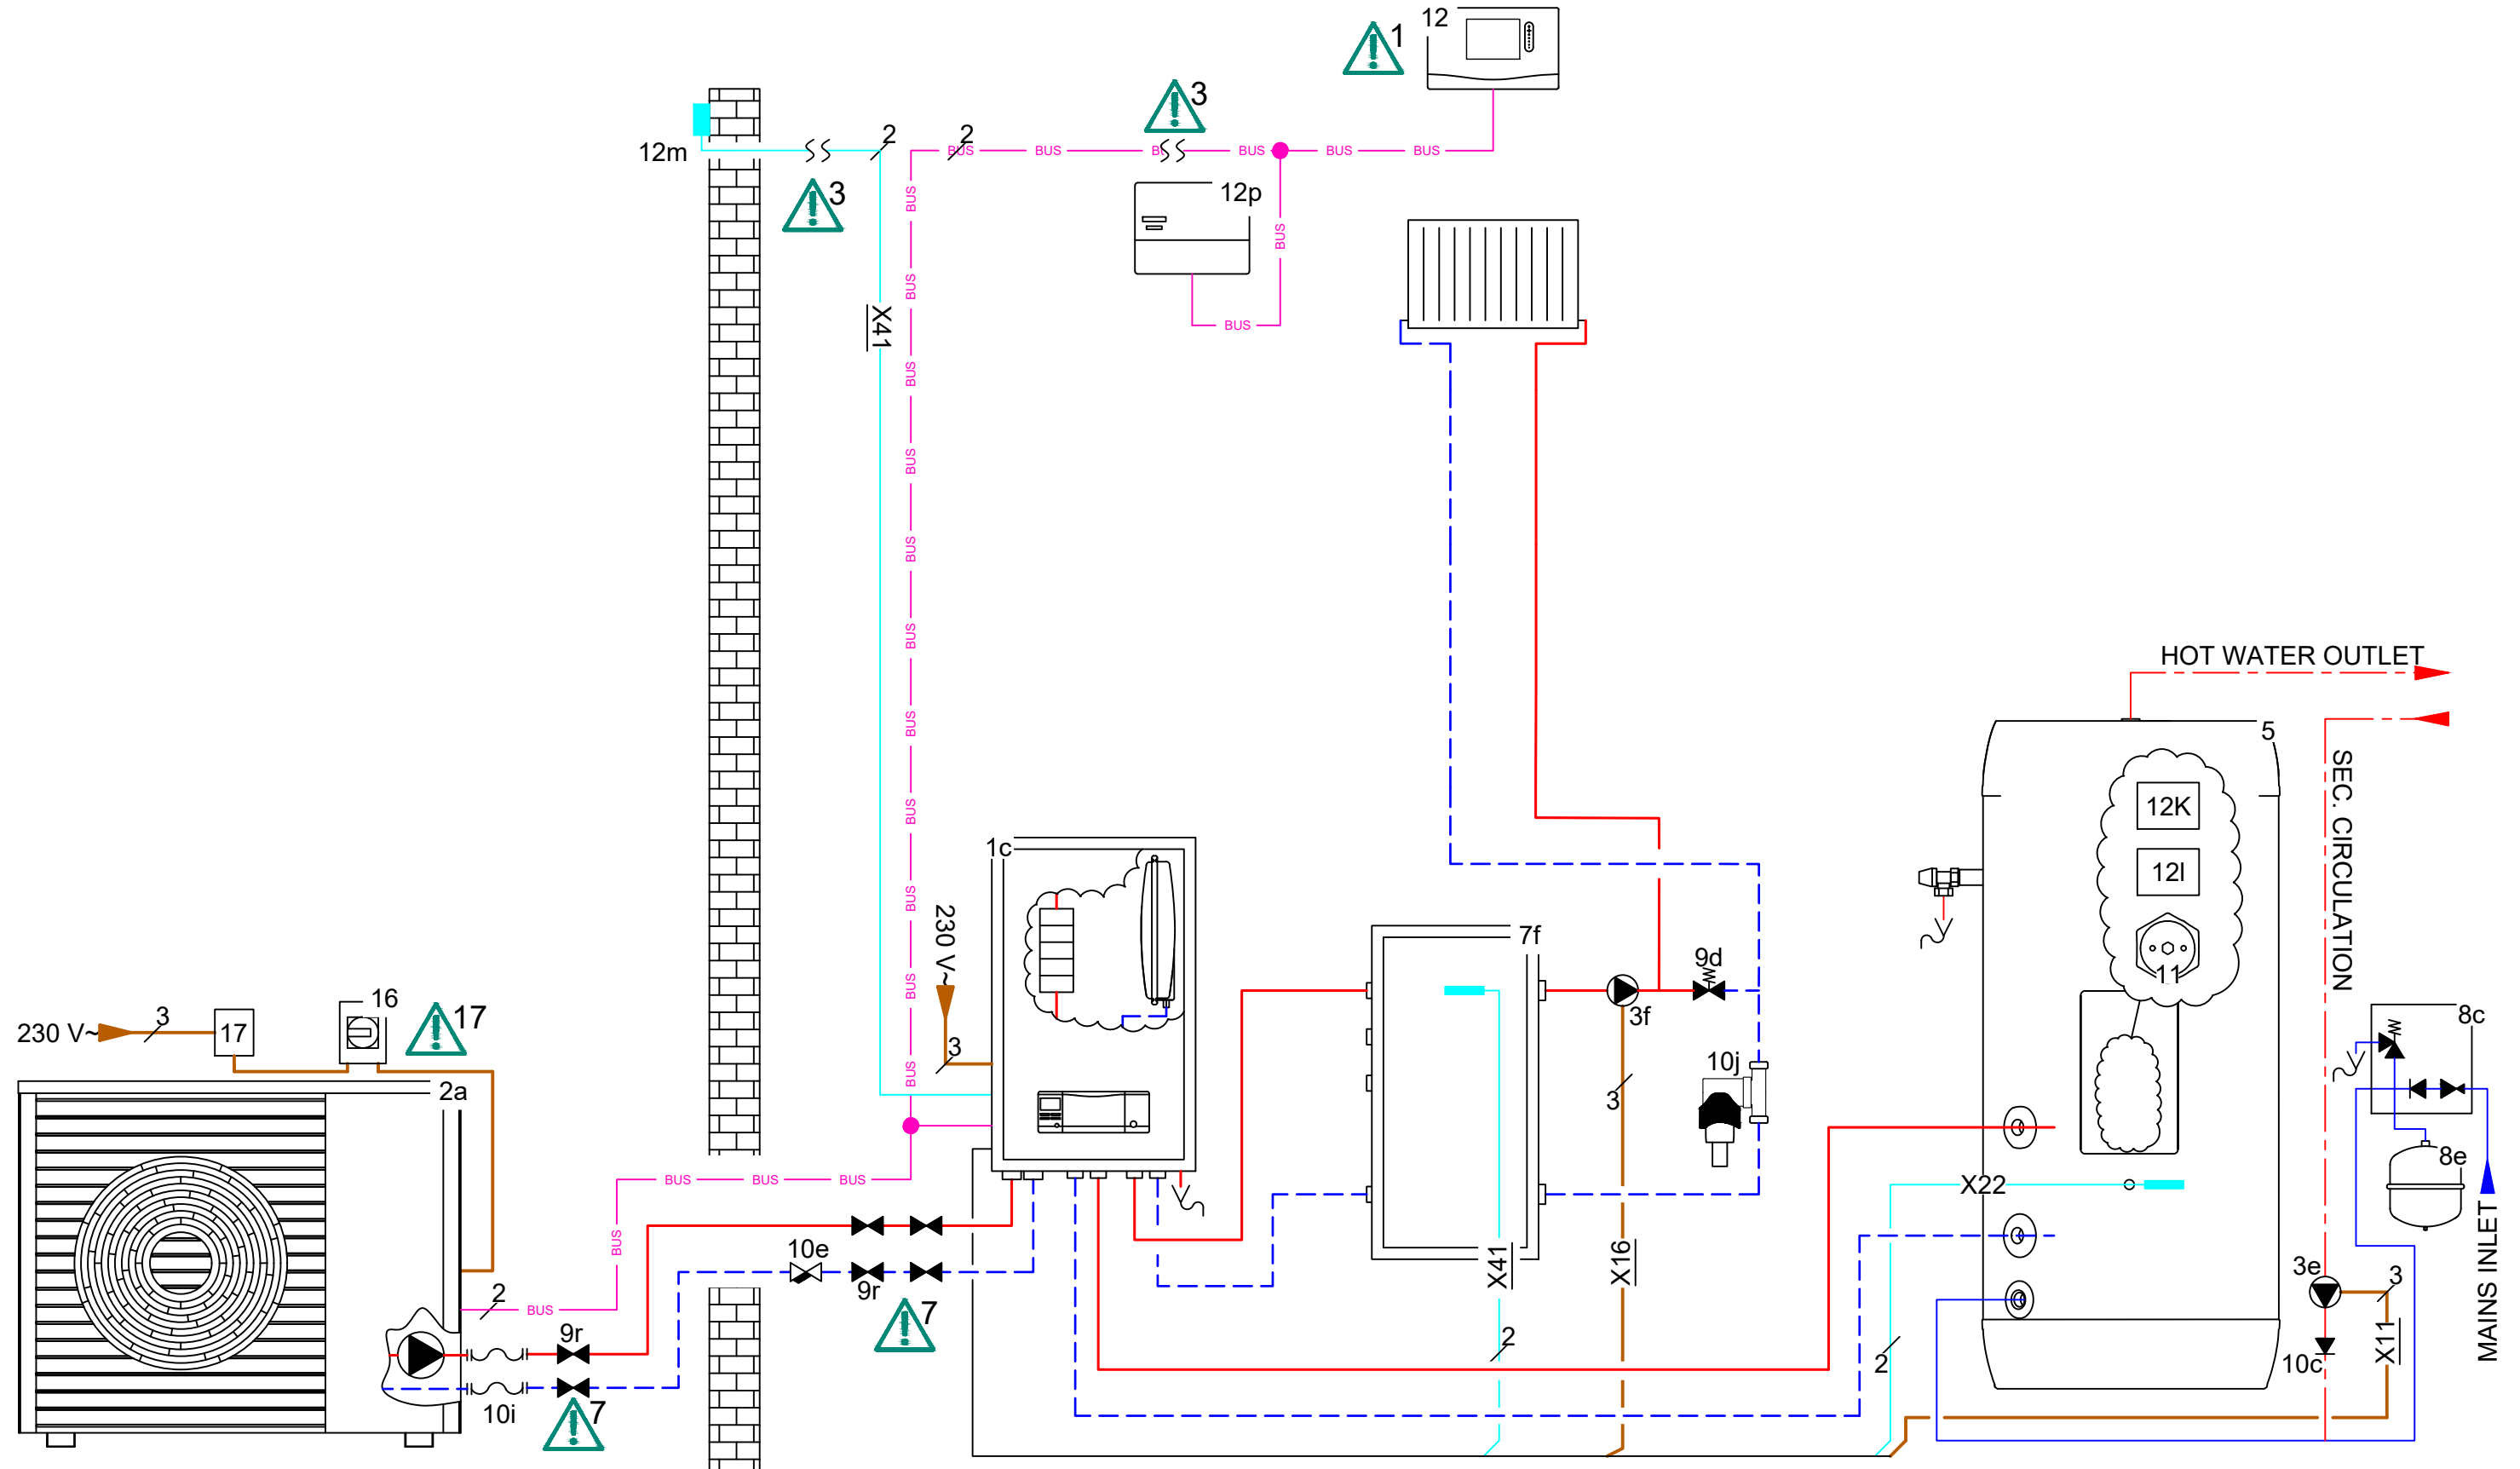 12
1
3
2
2
BUS
BUS
BUS
BUS
BUS
BUS
12m
3
12p
BUS
BUS
BUS
BUS
X41
BUS
BUS
BUS
BUS
BUS
BUS
BUS
BUS
BUS
BUS
HOT WATER OUTLET
5
SEC. CIRCULATION
12K
12l
11
1c
230 V~
3
7f
9d
3f
10j
3
8c
8e
MAINS INLET
230 V~
3
17
16
17
2a
BUS
BUS
BUS
BUS
2
BUS
10e
9r
7
9r
10i
7
X41
2
X16
X22
2
3e
3
10c
X11